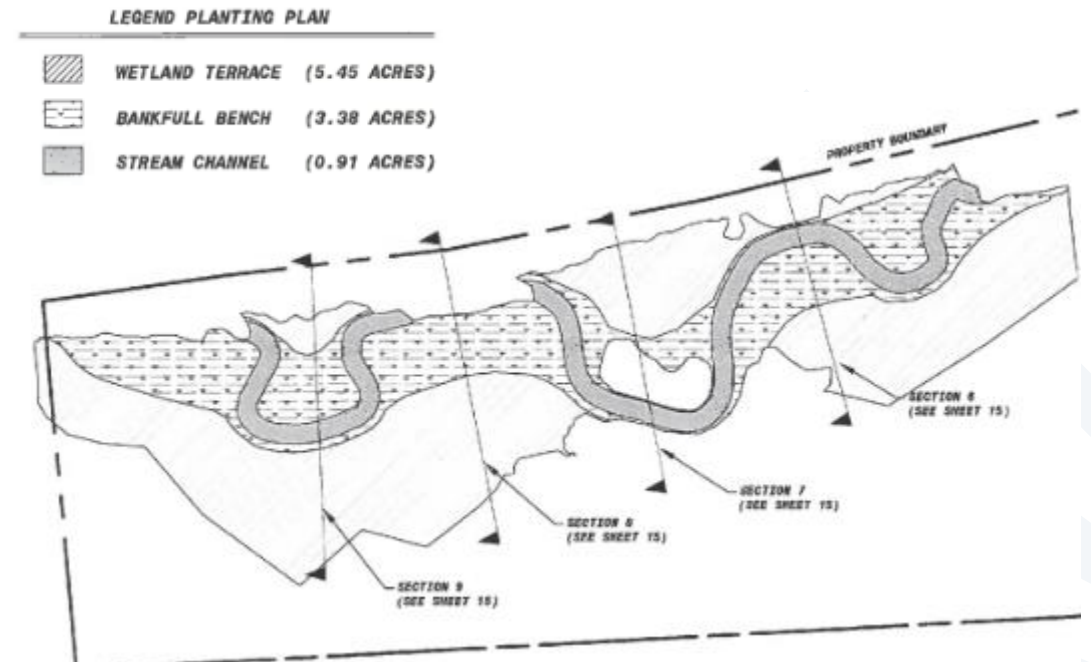 LEGEND PLANTING PLAN
WETLAND TERRACE (5.45 ACRES)
BANKFULL BENCH (3.38 ACRES)
STREAM CHANNEL (0.91 ACRES)
PROPERTY BOUNDARY
SECTION 6
(SEE SHEET 15)
SECTION 7
(SEE SHEET 15)
SECTION 8
(SEE SHEET 15)
SECTION 9
(SEE SHEET 15)